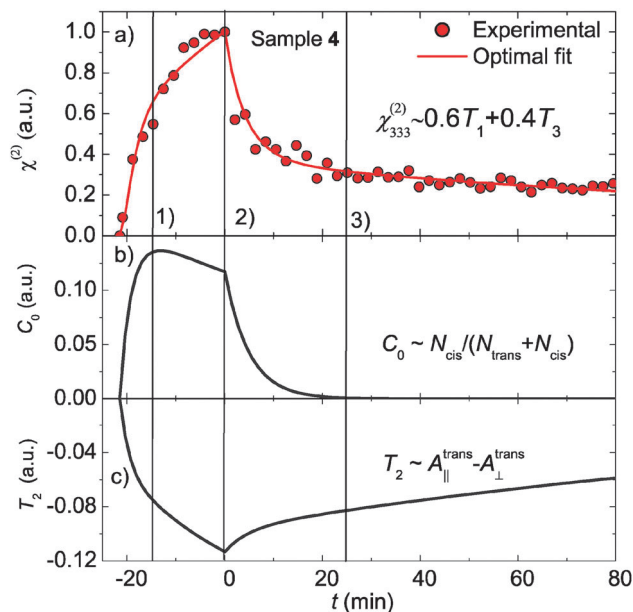 a)
Sample 4
Experimental
Optimal fit
χ(2)333~0.6T1+0.4T3
χ(2) (a.u.)
1.0
0.8
0.6
0.4
0.2
0.0
1)
2)
3)
b)
C0 (a.u.)
0.10
0.05
0.00
C0 ~ Ncis/(Ntrans+Ncis)
c)
T2 (a.u.)
-0.04
-0.08
-0.12
T2 ~ A∥trans-A⊥trans
-20 0 20 40 60 80
t (min)